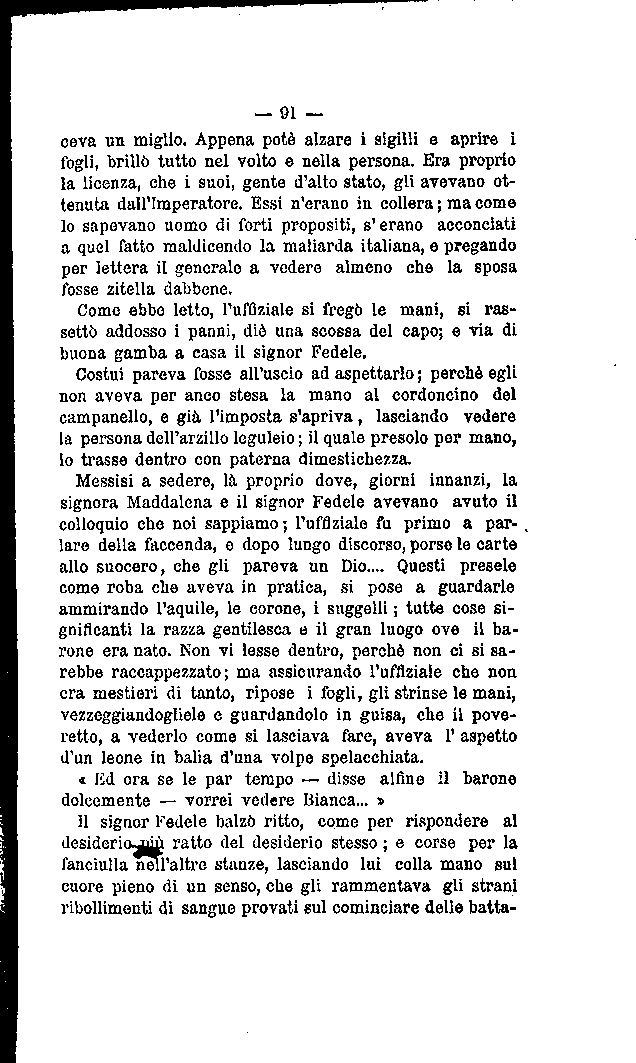 — 91 —
ceva un miglio. Appena potè alzare i sigilli e aprire i
fogli, brillò tutto nel volto e nella persona. Era proprio
la licenza, che i suoi, gente d'alto stato, gli avevano ot-
tenuta dall'Imperatore. Essi n'erano in collera; ma come
lo sapevano uomo di forti propositi, s'erano acconciati
a quel fatto maldicendo la maliarda italiana, e pregando
per lettera il generale a vedere almeno che la sposa
fosse zitella dabbene.
Come ebbe letto, l'uffiziale si fregò le mani, si ras-
settò addosso i panni, diè una scossa del capo; e via di
buona gamba a casa il signor Fedele.
Costui pareva fosse all'uscio ad aspettarlo; perchè egli
non aveva per anco stesa la mano al cordoncino del
campanello, e già l'imposta s'apriva, lasciando vedere
la persona dell'arzillo leguleio; il quale presolo per mano,
lo trasse dentro con paterna dimestichezza.
Messisi a sedere, là proprio dove, giorni innanzi, la
signora Maddalena e il signor Fedele avevano avuto il
colloquio che noi sappiamo; l'uffiziale fu primo a par-
lare della faccenda, e dopo lungo discorso, porse le carte
allo suocero, che gli pareva un Dio.... Questi presele
come roba che aveva in pratica, si pose a guardarle
ammirando l'aquile, le corone, i suggelli; tutte cose si-
gnificanti la razza gentilesca e il gran luogo ove il ba-
rone era nato. Non vi lesse dentro, perchè non ci si sa-
rebbe raccappezzato; ma assicurando l'uffiziale che non
era mestieri di tanto, ripose i fogli, gli strinse le mani,
vezzeggiandogliele e guardandolo in guisa, che il pove-
retto, a vederlo come si lasciava fare, aveva l'aspetto
d'un leone in balìa d'una volpe spelacchiata.
« Ed ora se le par tempo — disse alfine il barone
dolcemente — vorrei vedere Bianca... »
Il signor Fedele balzò ritto, come per rispondere al
desiderio più ratto del desiderio stesso; e corse per la
fanciulla nell'altre stanze, lasciando lui colla mano sul
cuore pieno di un senso, che gli rammentava gli strani
ribollimenti di sangue provati sul cominciare delle batta-